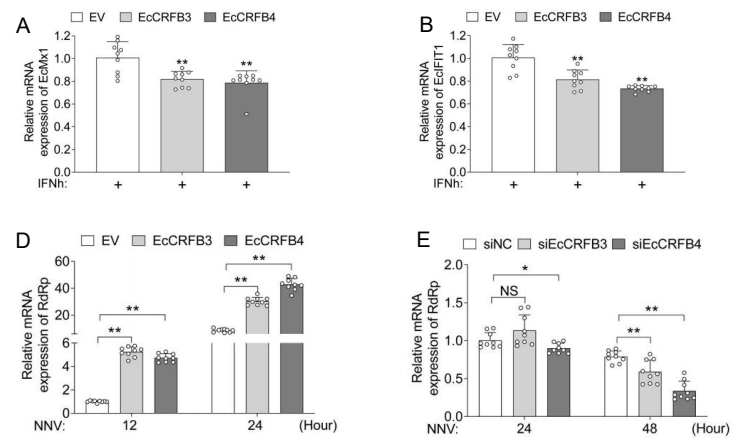 A
EV EcCRFB3 EcCRFB4
Relative mRNA
expression of EcMx1
1.2
1.0
0.8
0.6
0.4
0.2
0.0
** **
IFNh: + + +
B
EV EcCRFB3 EcCRFB4
Relative mRNA
expression of EcIFIT1
1.2
1.0
0.8
0.6
0.4
0.2
0.0
** **
IFNh: + + +
D
EV EcCRFB3 EcCRFB4
Relative mRNA
expression of RdRp
60
40
20
6
4
2
0
**
**
**
**
NNV: 12 24 (Hour)
E
siNC siEcCRFB3 siEcCRFB4
Relative mRNA
expression of RdRp
2.0
1.5
1.0
0.5
0.0
*
NS
**
**
NNV: 24 48 (Hour)